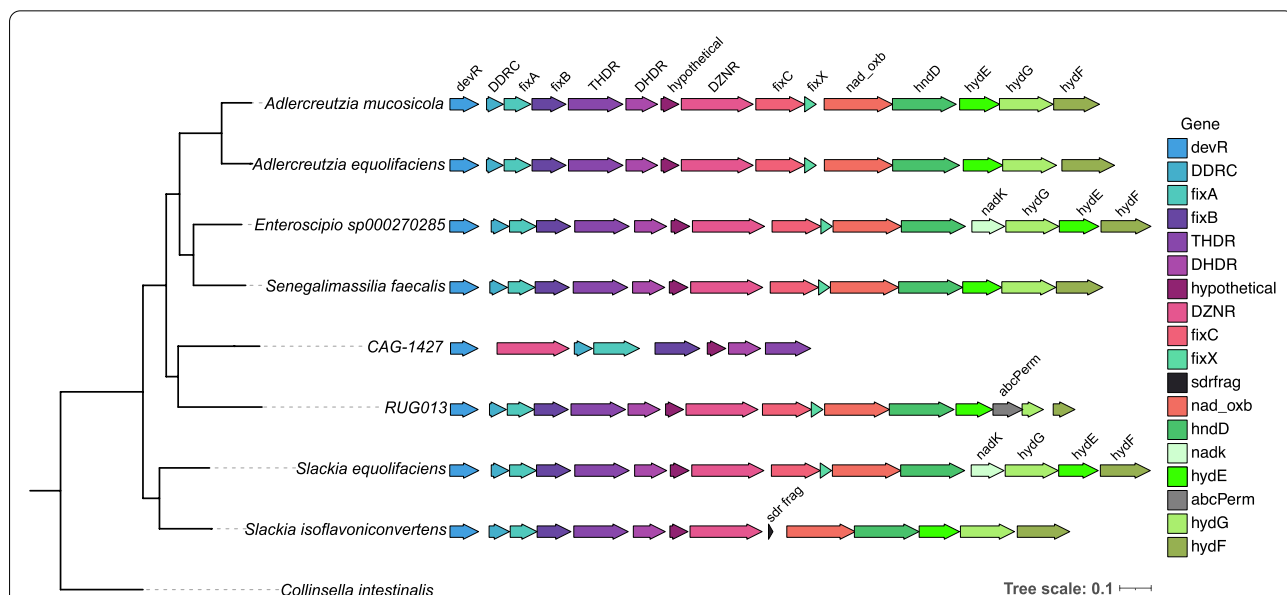 devR DDRC fixA fixB THDR DHDR hypothetical DZNR fixC fixX nad_oxb hndD hydE hydG hydF
Adlercreutzia mucosicola
Adlercreutzia equolifaciens
nadK hydG hydE hydF
Enteroscipio sp000270285
Senegalimassilia faecalis
CAG-1427
abcPerm
RUG013
nadK hydG hydE hydF
Slackia equolifaciens
sdr frag
Slackia isoflavoniconvertens
Collinsella intestinalis
Gene
devR
DDRC
fixA
fixB
THDR
DHDR
hypothetical
DZNR
fixC
fixX
sdrfrag
nad_oxb
hndD
nadk
hydE
abcPerm
hydG
hydF
Tree scale: 0.1